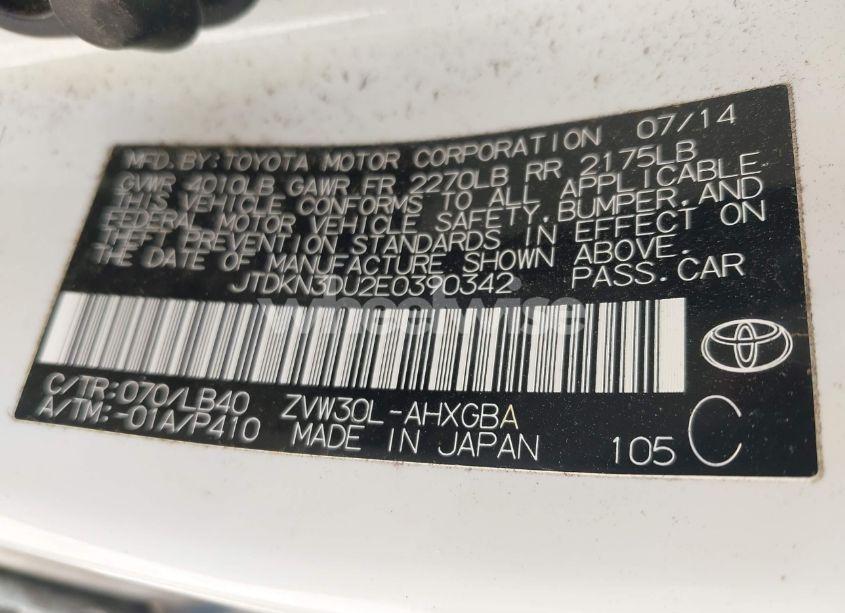 MFD. BY: TOYOTA MOTOR CORPORATION 07/14
GVWR 4010LB GAWR FR 2270LB RR 2175LB
THIS VEHICLE CONFORMS TO ALL APPLICABLE
FEDERAL MOTOR VEHICLE SAFETY, BUMPER, AND
THEFT PREVENTION STANDARDS IN EFFECT ON
THE DATE OF MANUFACTURE SHOWN ABOVE.
JTDKN3DU2E0390342 PASS. CAR
wheelwise
C/TR:070/LB40 ZVW30L-AHXGBA
A/TM:-01A/P410 MADE IN JAPAN 105 C